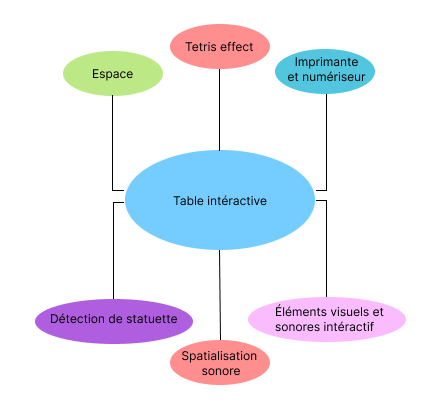 Tetris effect
Espace
Imprimante
et numériseur
Table intéractive
Détection de statuette
Éléments visuels et
sonores intéractif
Spatialisation
sonore